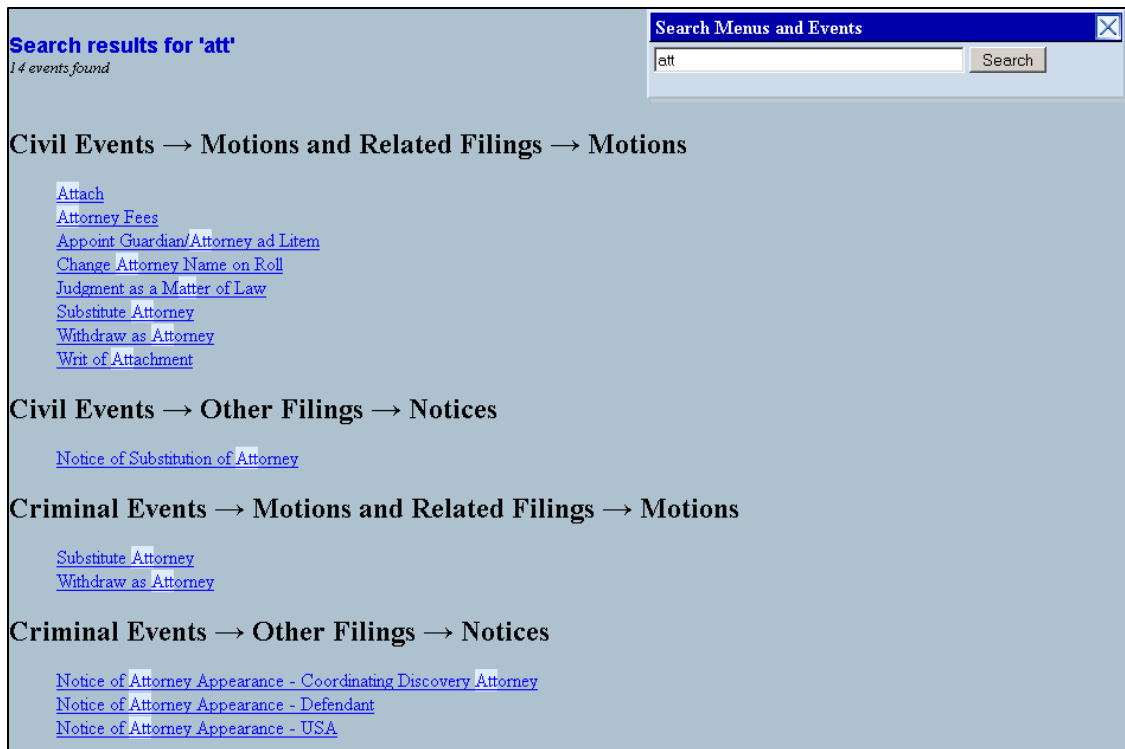 Search results for 'att'
14 events found
Search Menus and Events
att
Search
Civil Events → Motions and Related Filings → Motions
Attach
Attorney Fees
Appoint Guardian/Attorney ad Litem
Change Attorney Name on Roll
Judgment as a Matter of Law
Substitute Attorney
Withdraw as Attorney
Writ of Attachment
Civil Events → Other Filings → Notices
Notice of Substitution of Attorney
Criminal Events → Motions and Related Filings → Motions
Substitute Attorney
Withdraw as Attorney
Criminal Events → Other Filings → Notices
Notice of Attorney Appearance - Coordinating Discovery Attorney
Notice of Attorney Appearance - Defendant
Notice of Attorney Appearance - USA